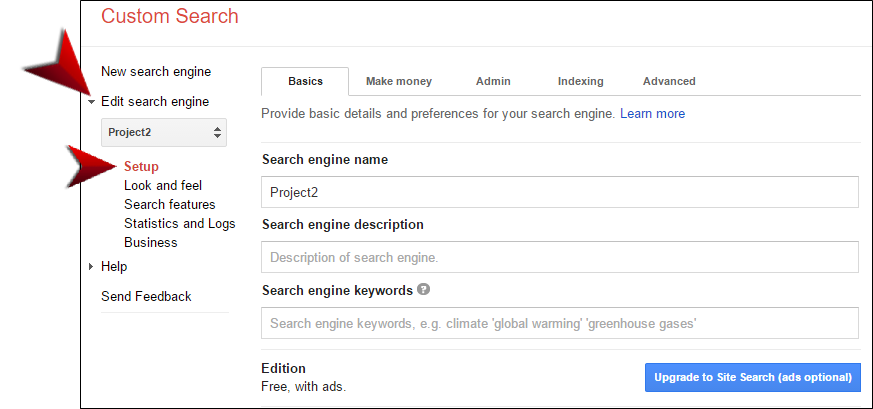 Custom Search
New search engine
Edit search engine
Project2
Setup
Look and feel
Search features
Statistics and Logs
Business
Help
Send Feedback
Basics Make money Admin Indexing Advanced
Provide basic details and preferences for your search engine. Learn more
Search engine name
Project2
Search engine description
Description of search engine.
Search engine keywords ?
Search engine keywords, e.g. climate 'global warming' 'greenhouse gases'
Edition
Free, with ads.
Upgrade to Site Search (ads optional)